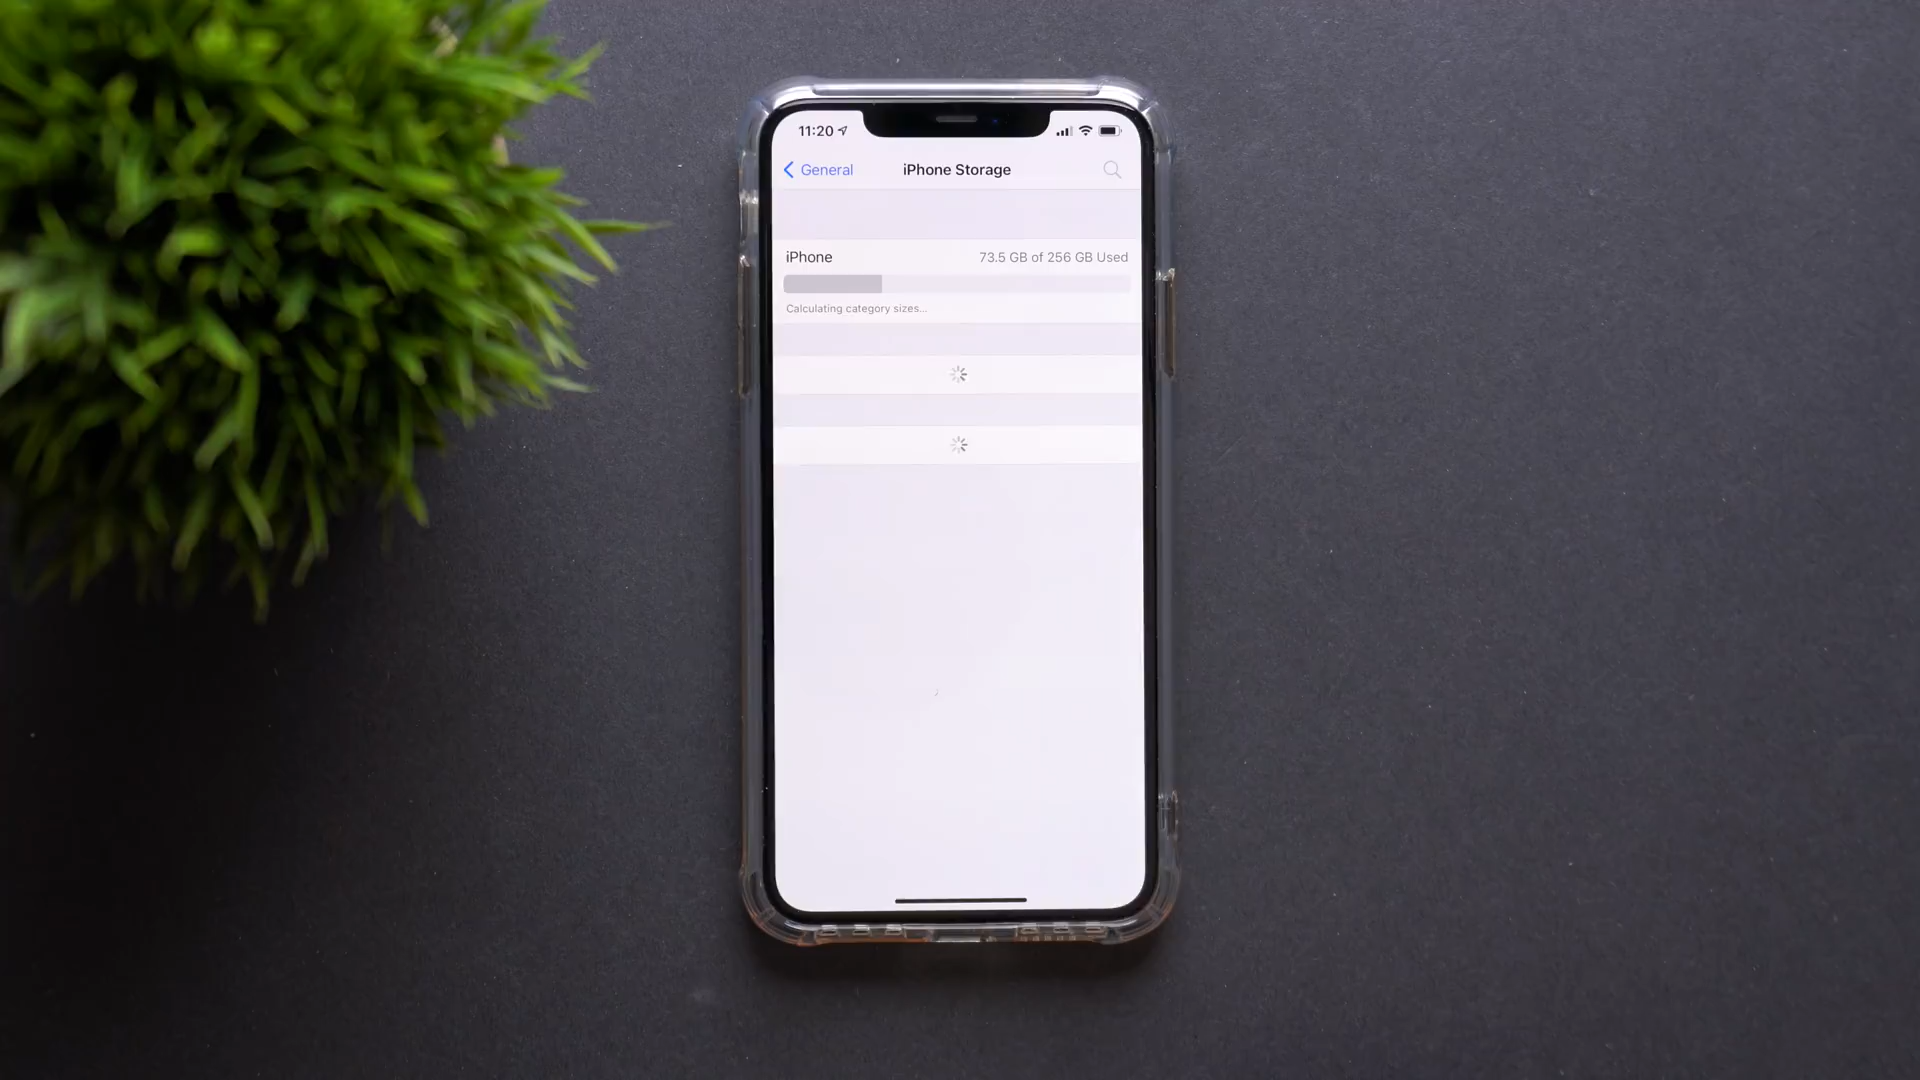 11:20
General
iPhone Storage
iPhone
73.5 GB of 256 GB Used
Calculating category sizes...